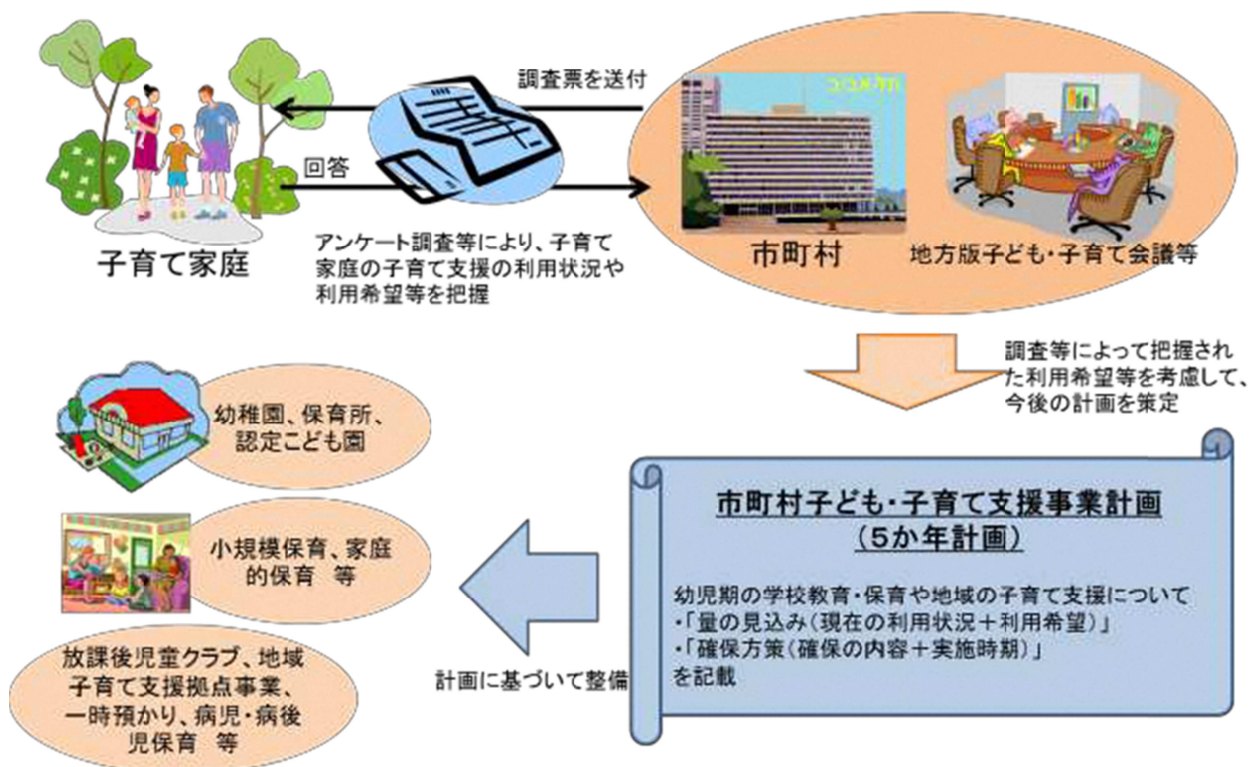 調査票を送付
回答
子育て家庭
アンケート調査等により、子育て
家庭の子育て支援の利用状況や
利用希望等を把握
市町村
地方版子ども・子育て会議等
調査等によって把握され
た利用希望等を考慮して、
今後の計画を策定
市町村子ども・子育て支援事業計画
(5か年計画)
幼児期の学校教育・保育や地域の子育て支援について
・「量の見込み(現在の利用状況+利用希望)」
・「確保方策(確保の内容+実施時期)」
を記載
計画に基づいて整備
幼稚園、保育所、
認定こども園
小規模保育、家庭
的保育 等
放課後児童クラブ、地域
子育て支援拠点事業、
一時預かり、病児・病後
児保育 等